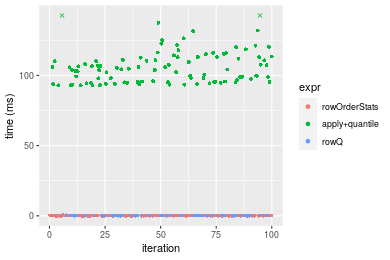 time (ms)
100
50
0
0
25
50
75
100
iteration
expr
rowOrderStats
apply+quantile
rowQ